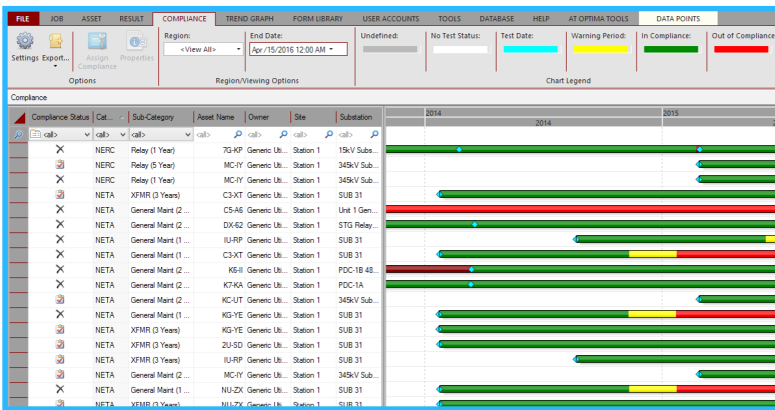 FILE JOB ASSET RESULT COMPLIANCE TREND GRAPH FORM LIBRARY USER ACCOUNTS TOOLS DATABASE HELP AT OPTIMA TOOLS DATA POINTS
Region: End Date: Undefined: No Test Status: Test Date: Warning Period: In Compliance: Out of Compliance
<View All> Apr /15/2016 12:00 AM
Settings Export... Assign Compliance Properties
Options Region/Viewing Options Chart Legend
Compliance
Compliance Status Cat... Sub-Category Asset Name Owner Site Substation 2014 2015
2014
<all> <all> <all> <all> <all> <all> <all>
NERC Relay (1 Year) 7G-KP Generic Uti... Station 1 15kV Subs...
NERC Relay (5 Year) MC-IY Generic Uti... Station 1 345kV Sub...
NERC Relay (1 Year) MC-IY Generic Uti... Station 1 345kV Sub...
NETA XFMR (3 Years) C3-XT Generic Uti... Station 1 SUB 31
NETA General Maint (2 ... C5-A6 Generic Uti... Station 1 Unit 1 Gen...
NETA General Maint (2 ... DX-62 Generic Uti... Station 1 STG Relay...
NETA General Maint (1 ... IU-RP Generic Uti... Station 1 SUB 31
NETA General Maint (1 ... C3-XT Generic Uti... Station 1 SUB 31
NETA General Maint (2 ... K6-II Generic Uti... Station 1 PDC-1B 48...
NETA General Maint (2 ... K7-KA Generic Uti... Station 1 PDC-1A
NETA General Maint (2 ... KC-UT Generic Uti... Station 1 345kV Sub...
NETA General Maint (1 ... KG-YE Generic Uti... Station 1 SUB 31
NETA XFMR (3 Years) KG-YE Generic Uti... Station 1 SUB 31
NETA XFMR (3 Years) 2U-SD Generic Uti... Station 1 SUB 31
NETA XFMR (3 Years) IU-RP Generic Uti... Station 1 SUB 31
NETA General Maint (2 ... MC-IY Generic Uti... Station 1 345kV Sub...
NETA General Maint (1 ... NU-ZX Generic Uti... Station 1 SUB 31
NETA XFMR (3 Years) NU-ZX Generic Uti... Station 1 SUB 31